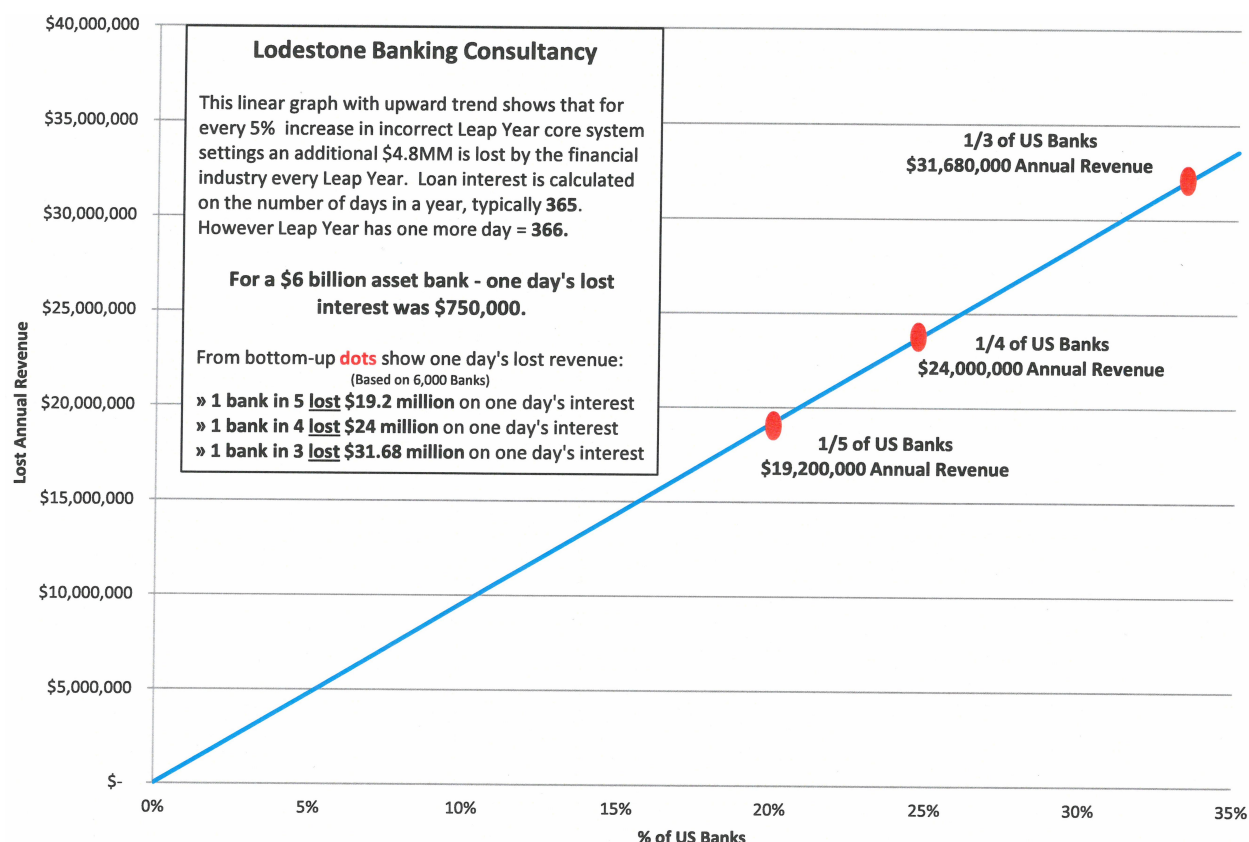 $40,000,000
$35,000,000
$30,000,000
$25,000,000
$20,000,000
$15,000,000
$10,000,000
$5,000,000
$-
Lost Annual Revenue
Lodestone Banking Consultancy
This linear graph with upward trend shows that for
every 5% increase in incorrect Leap Year core system
settings an additional $4.8MM is lost by the financial
industry every Leap Year. Loan interest is calculated
on the number of days in a year, typically 365.
However Leap Year has one more day = 366.
For a $6 billion asset bank - one day's lost
interest was $750,000.
From bottom-up dots show one day's lost revenue:
(Based on 6,000 Banks)
» 1 bank in 5 lost $19.2 million on one day's interest
» 1 bank in 4 lost $24 million on one day's interest
» 1 bank in 3 lost $31.68 million on one day's interest
1/3 of US Banks
$31,680,000 Annual Revenue
1/4 of US Banks
$24,000,000 Annual Revenue
1/5 of US Banks
$19,200,000 Annual Revenue
0%
5%
10%
15%
20%
25%
30%
35%
% of US Banks